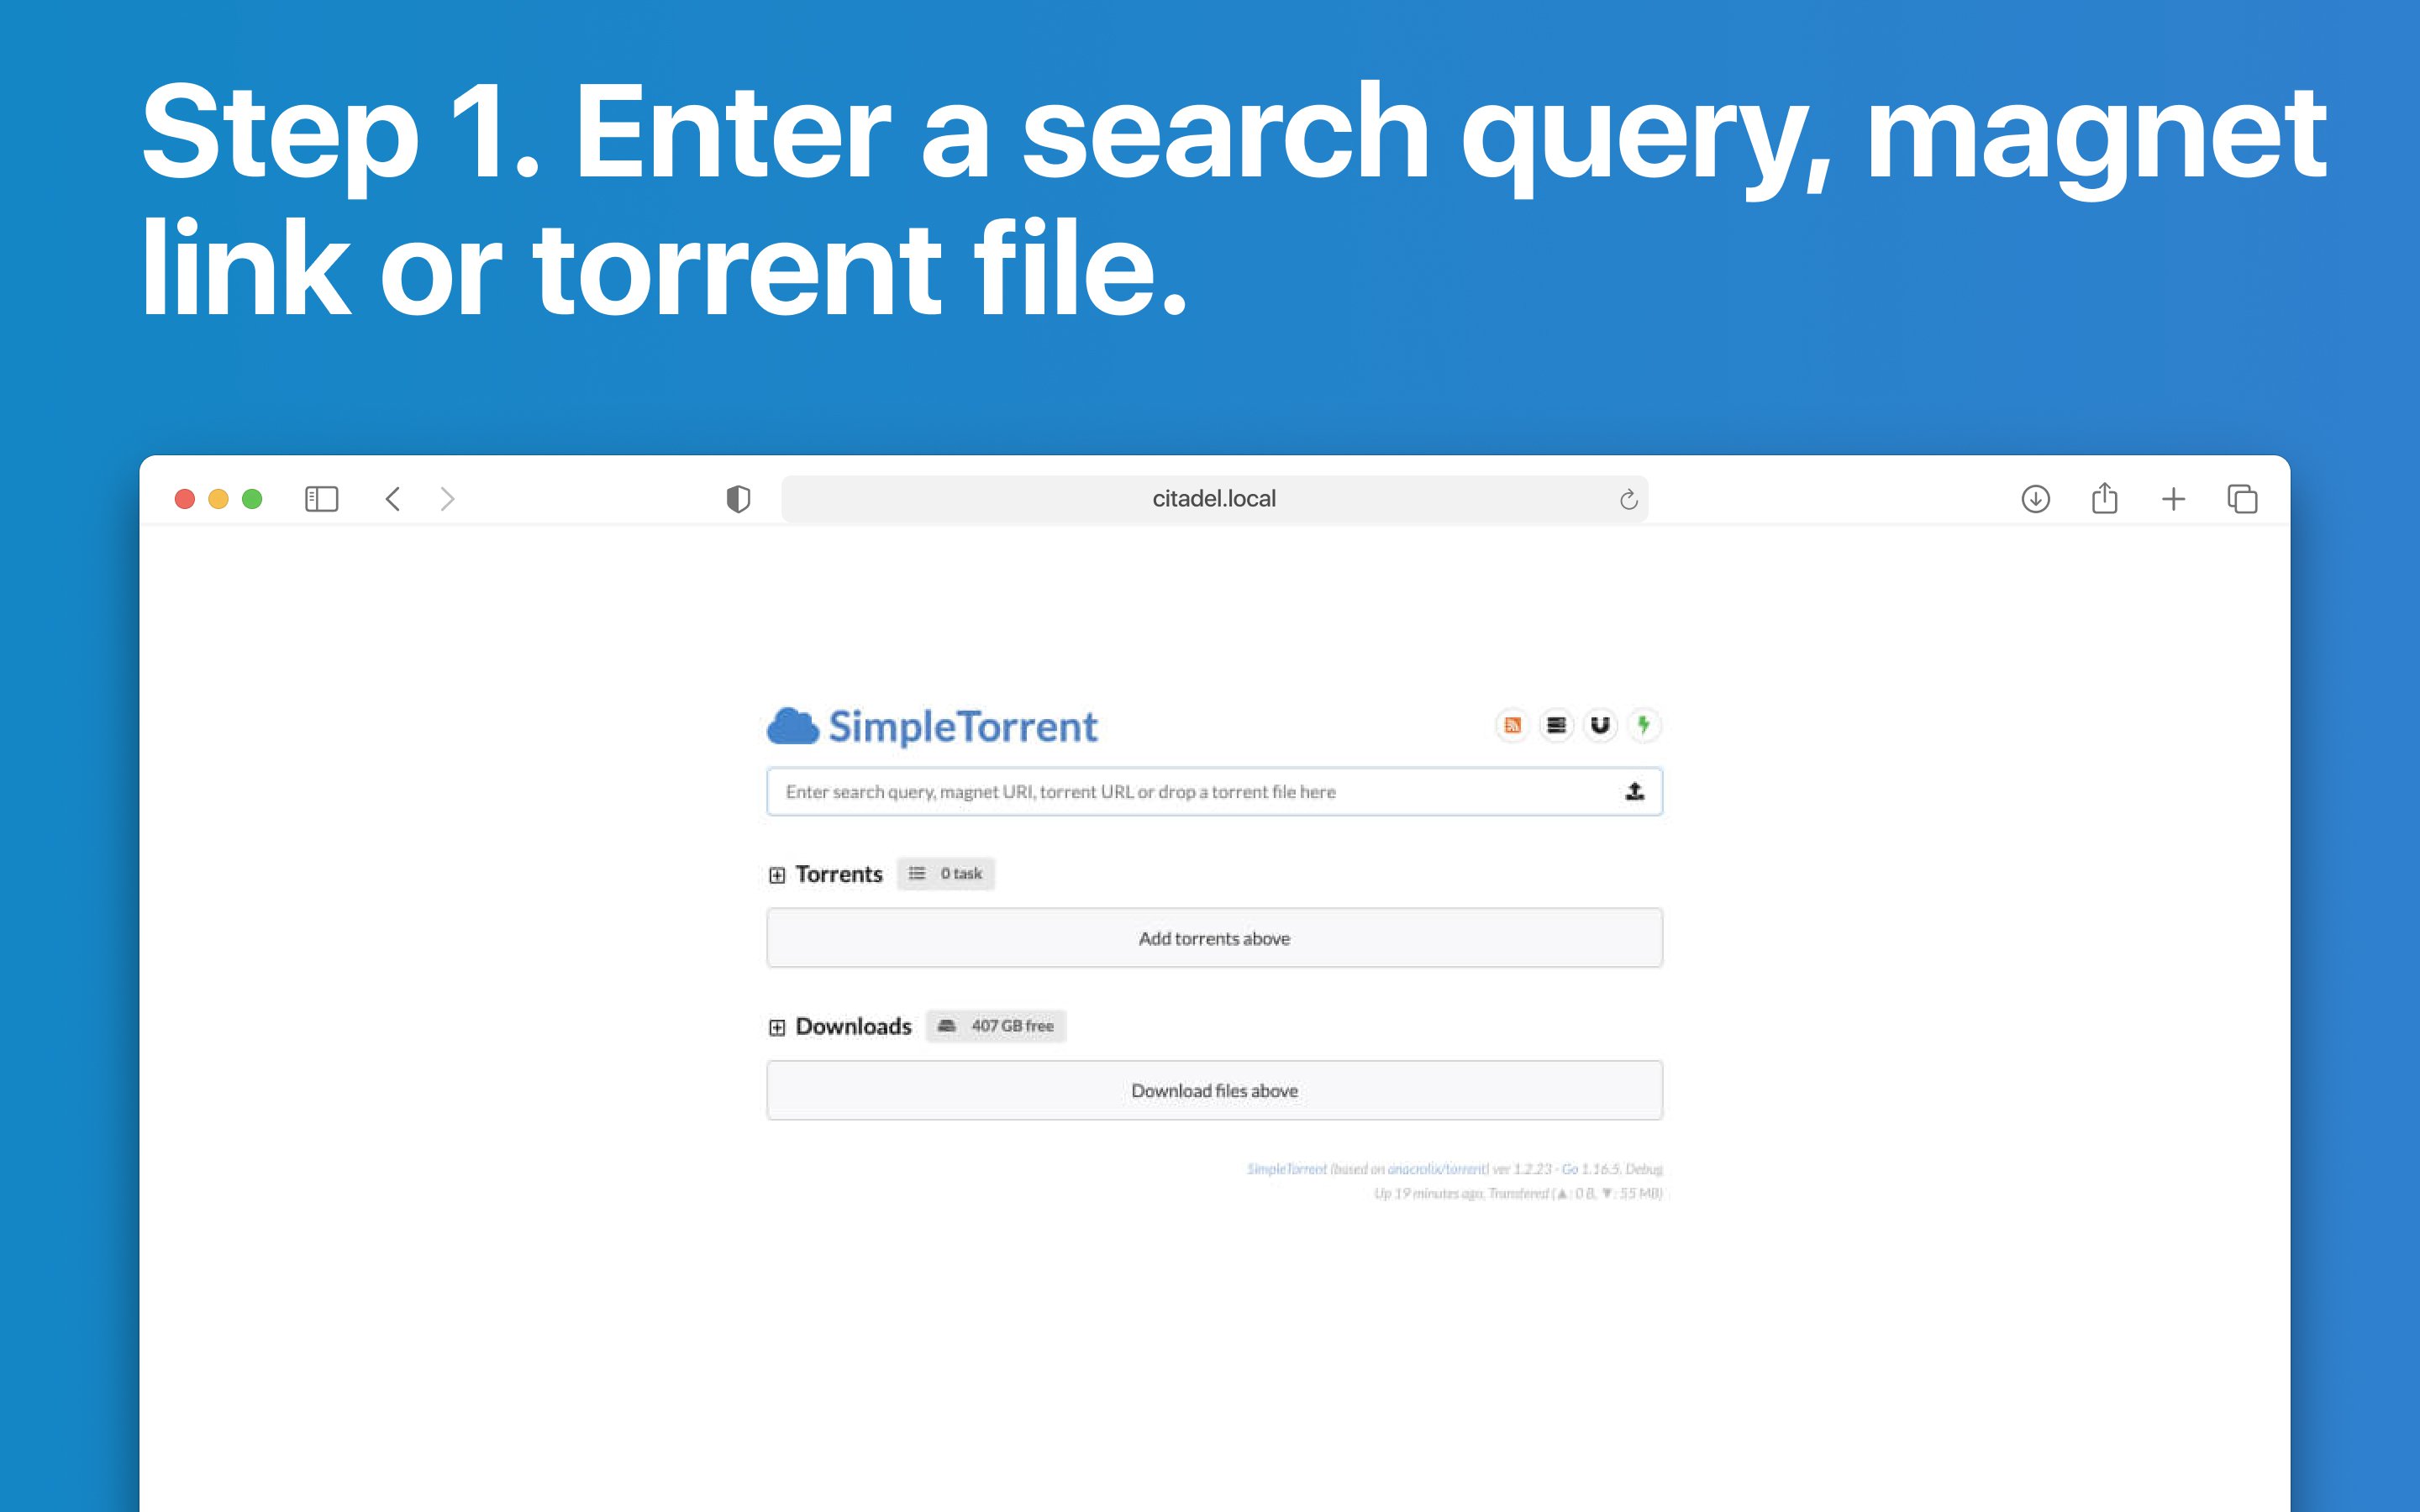 Step 1. Enter a search query, magnet
link or torrent file.
citadel.local
SimpleTorrent
Enter search query, magnet URI, torrent URL or drop a torrent file here
Torrents 0 task
Add torrents above
Downloads 407 GB free
Download files above
SimpleTorrent (based on anacrolix/torrent) ver 1.2.23 - Go 1.16.5, Debug
Up 19 minutes ago, Transfered (▲: 0 B, ▼: 55 MB)